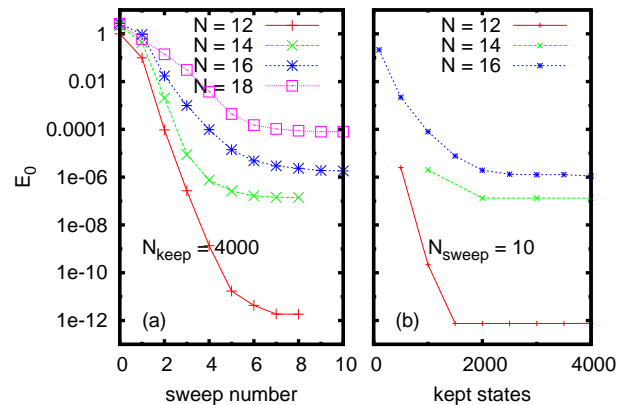 N = 12
N = 14
N = 16
N = 18
1
0.01
0.0001
1e-06
1e-08
1e-10
1e-12
E0
Nkeep = 4000
(a)
0 2 4 6 8 10
sweep number
N = 12
N = 14
N = 16
Nsweep = 10
(b)
0 2000 4000
kept states